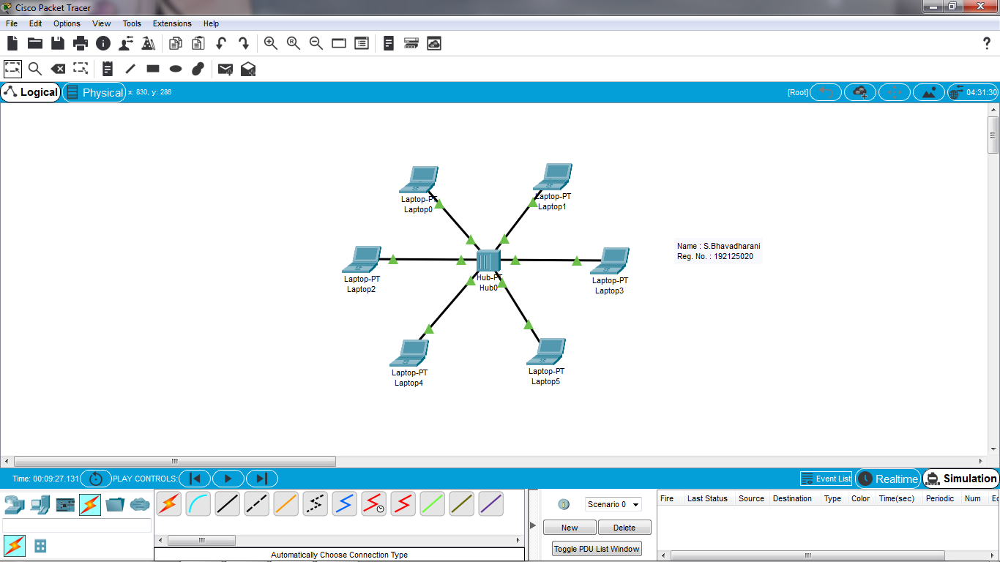 Cisco Packet Tracer
File Edit Options View Tools Extensions Help
Logical Physical x: 830, y: 286 [Root] 04:31:30
Laptop-PT
Laptop0
Laptop-PT
Laptop1
Name : S.Bhavadharani
Reg. No. : 192125020
Laptop-PT
Laptop2
Hub-PT
Hub0
Laptop-PT
Laptop3
Laptop-PT
Laptop4
Laptop-PT
Laptop5
Time: 00:09:27.131 PLAY CONTROLS: Event List Realtime Simulation
Scenario 0
New Delete
Toggle PDU List Window
Fire Last Status Source Destination Type Color Time(sec) Periodic Num
Automatically Choose Connection Type